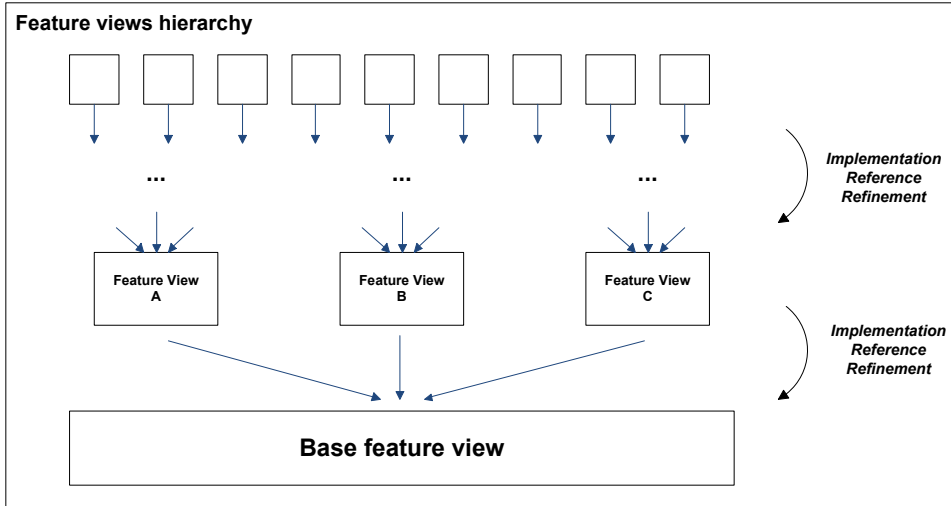 Feature views hierarchy
... ... ...
Implementation
Reference
Refinement
Feature View
A
Feature View
B
Feature View
C
Implementation
Reference
Refinement
Base feature view